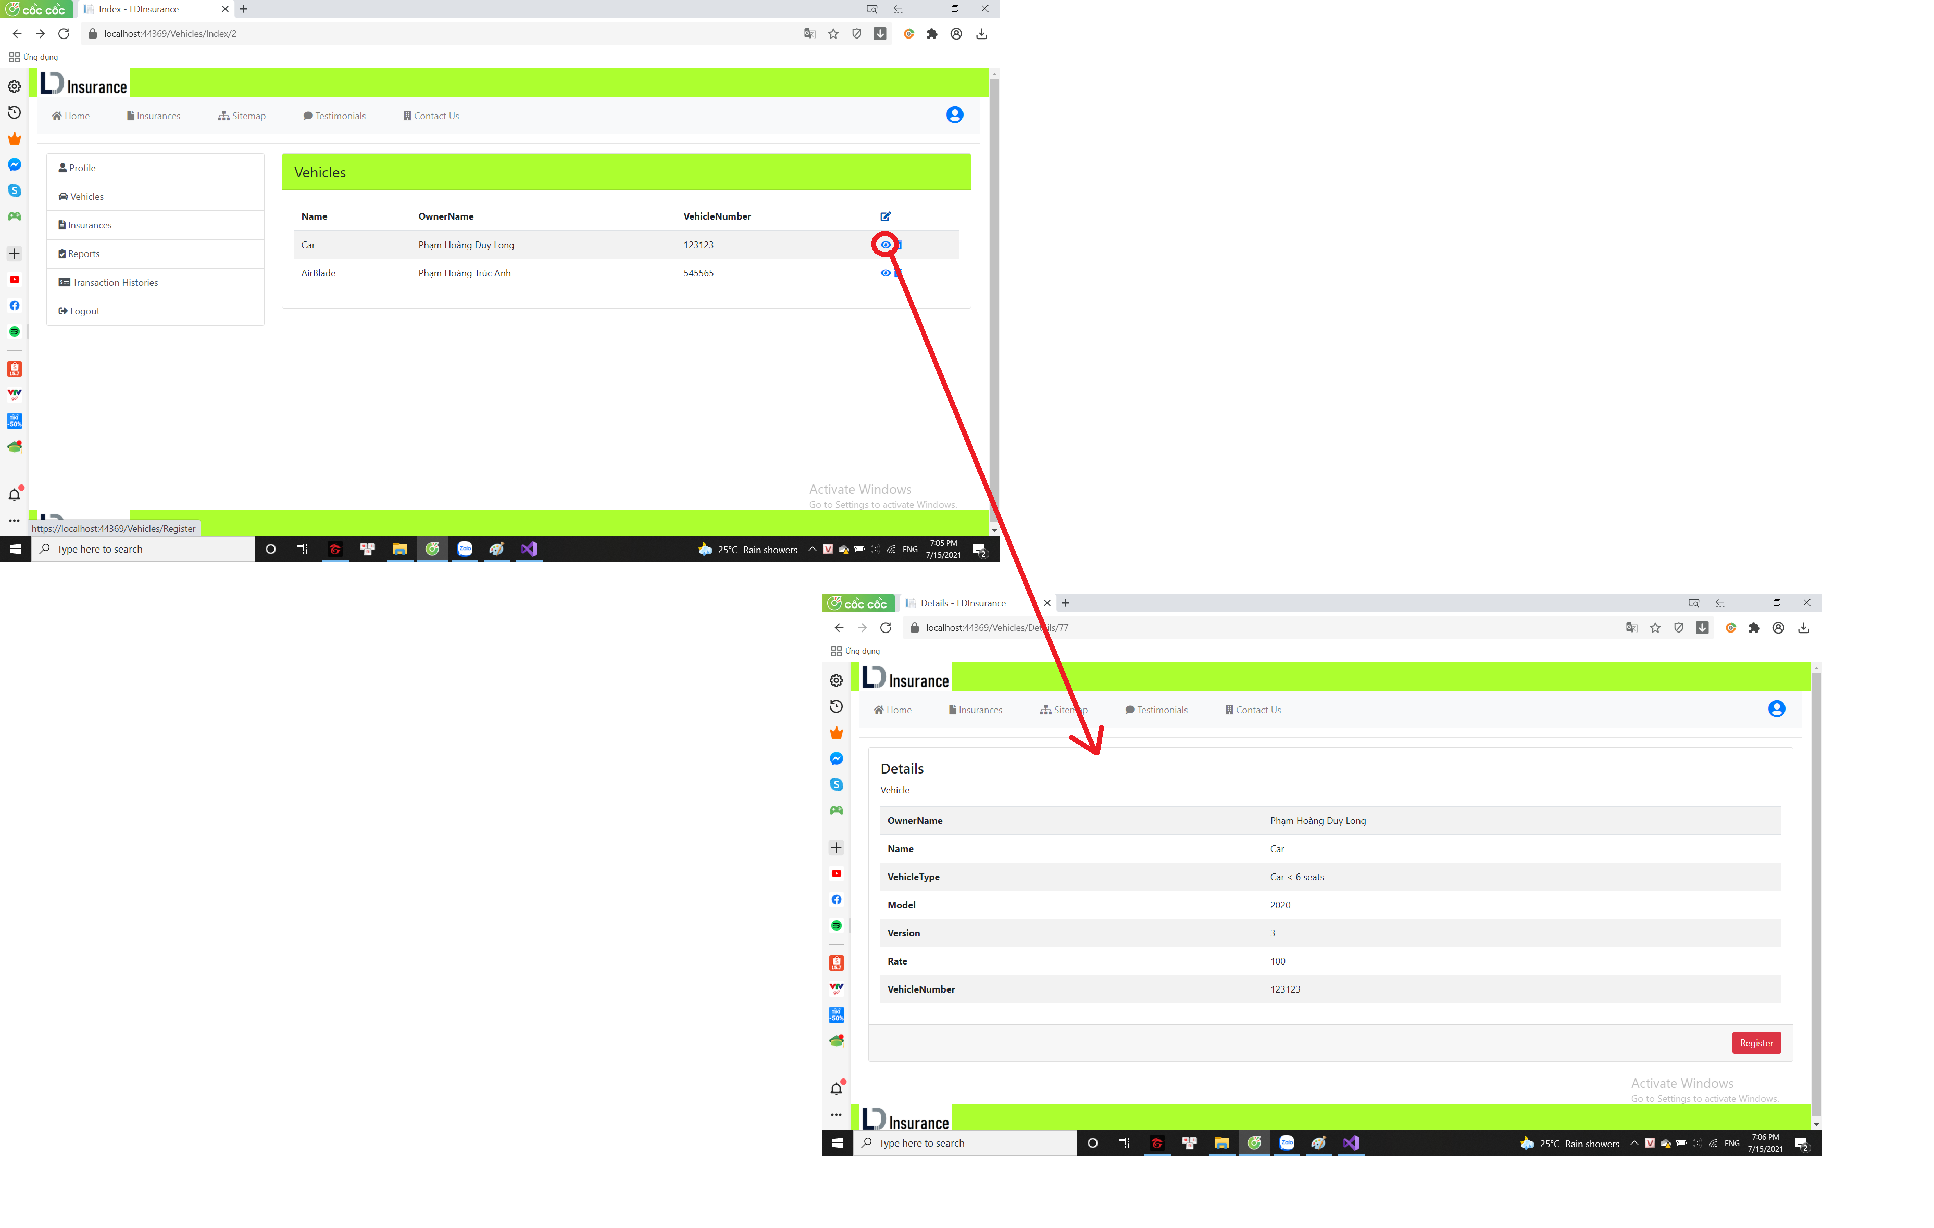 cốc cốc Index - LDInsurance
localhost:44369/Vehicles/Index/2
Ứng dụng
LD Insurance
Home Insurances Sitemap Testimonials Contact Us
Profile
Vehicles
Insurances
Reports
Transaction Histories
Logout
Vehicles
Name OwnerName VehicleNumber
Car Phạm Hoàng Duy Long 123123
AirBlade Phạm Hoàng Trúc Anh 545565
Activate Windows
Go to Settings to activate Windows.
https://localhost:44369/Vehicles/Register
Type here to search
25°C Rain showers ENG 7:05 PM
7/15/2021
2
cốc cốc Details - LDInsurance
localhost:44369/Vehicles/Details/77
Ứng dụng
LD Insurance
Home Insurances Sitemap Testimonials Contact Us
Details
Vehicle
OwnerName Phạm Hoàng Duy Long
Name Car
VehicleType Car < 6 seats
Model 2020
Version 3
Rate 100
VehicleNumber 123123
Register
Activate Windows
Go to Settings to activate Windows.
LD Insurance
Type here to search
25°C Rain showers ENG 7:06 PM
7/15/2021
2